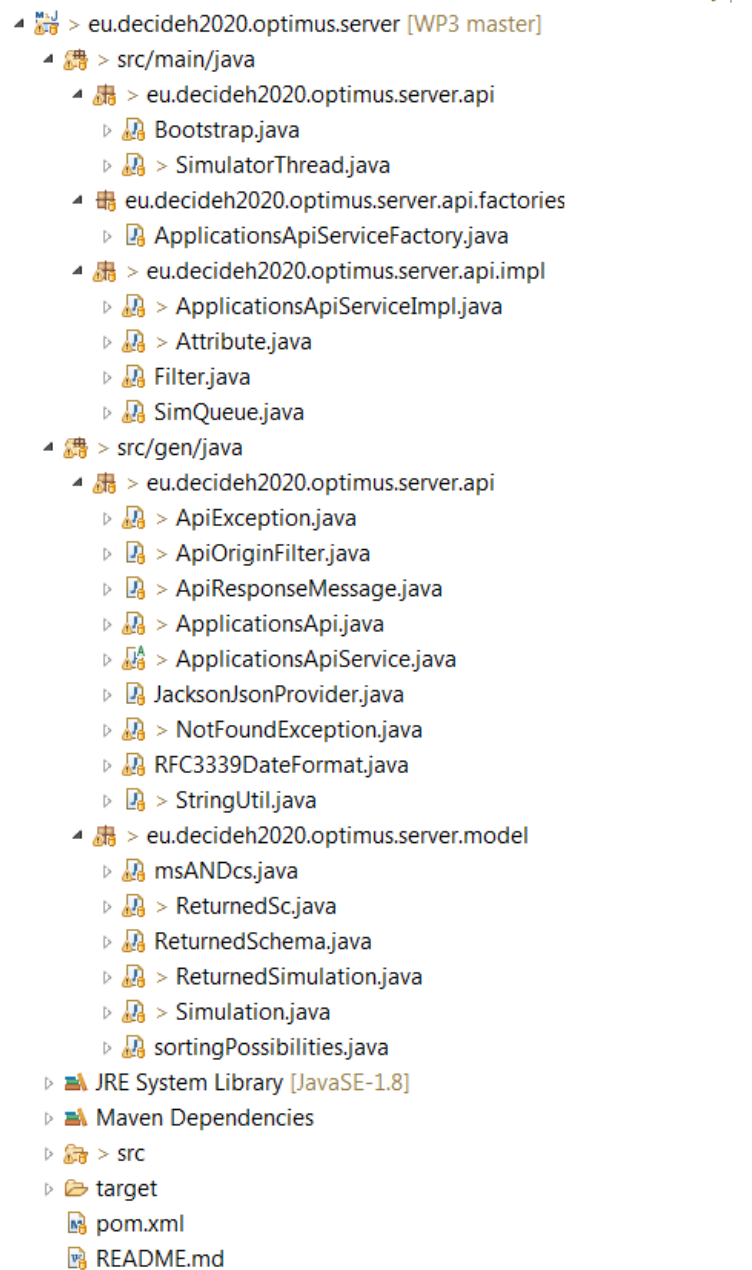 > eu.decideh2020.optimus.server [WP3 master]
> src/main/java
> eu.decideh2020.optimus.server.api
Bootstrap.java
> SimulatorThread.java
eu.decideh2020.optimus.server.api.factories
ApplicationsApiServiceFactory.java
> eu.decideh2020.optimus.server.api.impl
> ApplicationsApiServiceImpl.java
> Attribute.java
Filter.java
SimQueue.java
> src/gen/java
> eu.decideh2020.optimus.server.api
> ApiException.java
> ApiOriginFilter.java
> ApiResponseMessage.java
> ApplicationsApi.java
> ApplicationsApiService.java
JacksonJsonProvider.java
> NotFoundException.java
RFC3339DateFormat.java
> StringUtil.java
> eu.decideh2020.optimus.server.model
msANDcs.java
> ReturnedSc.java
ReturnedSchema.java
> ReturnedSimulation.java
> Simulation.java
sortingPossibilities.java
JRE System Library [JavaSE-1.8]
Maven Dependencies
> src
target
pom.xml
README.md